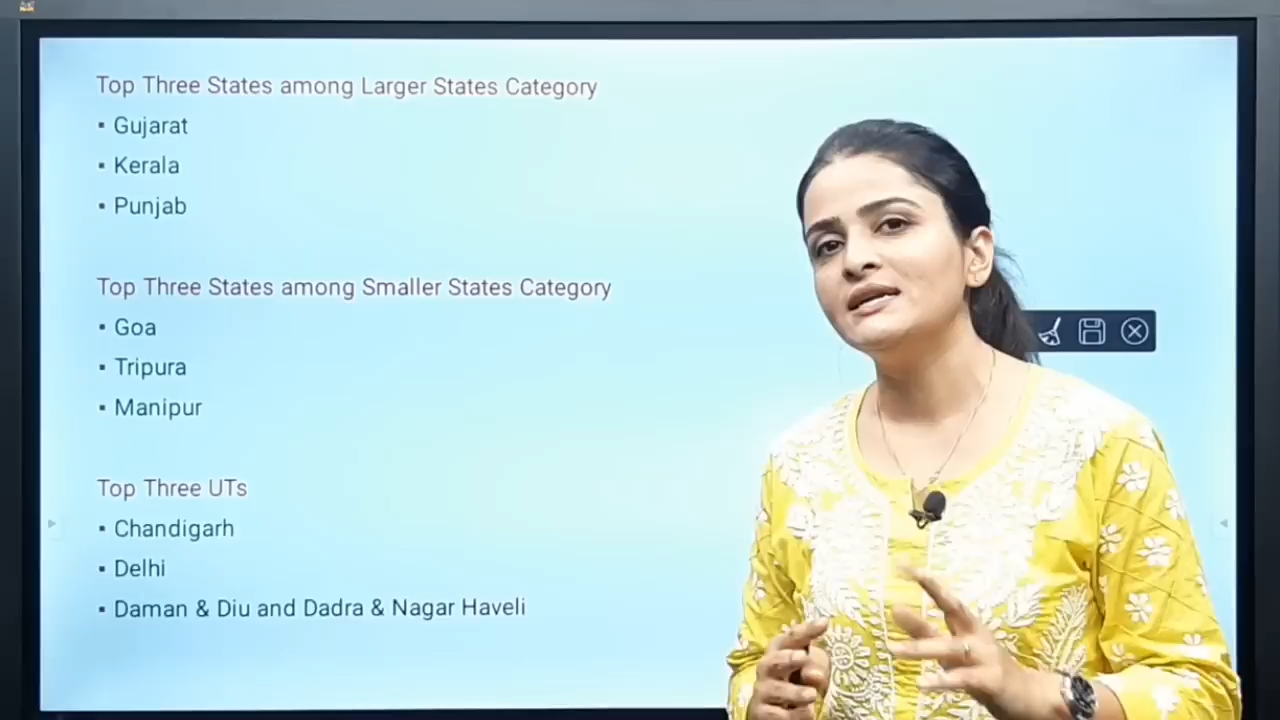 Top Three States among Larger States Category
▪ Gujarat
▪ Kerala
▪ Punjab
Top Three States among Smaller States Category
▪ Goa
▪ Tripura
▪ Manipur
Top Three UTs
▪ Chandigarh
▪ Delhi
▪ Daman & Diu and Dadra & Nagar Haveli